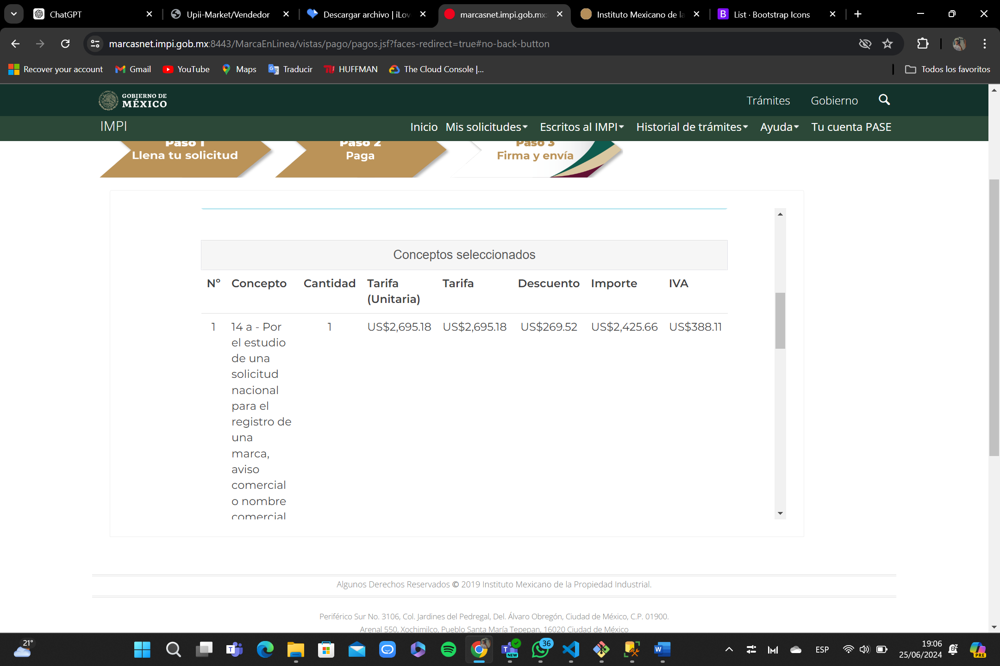 ChatGPT
Upii-Market/Vendedor
Descargar archivo | iLov
marcasnet.impi.gob.mx:
Instituto Mexicano de la
B List · Bootstrap Icons
marcasnet.impi.gob.mx:8443/MarcaEnLinea/vistas/pago/pagos.jsf?faces-redirect=true#no-back-button
Recover your account
Gmail
YouTube
Maps
Traducir
HUFFMAN
The Cloud Console |...
Todos los favoritos
GOBIERNO DE
MÉXICO
Trámites
Gobierno
IMPI
Inicio
Mis solicitudes
Escritos al IMPI
Historial de trámites
Ayuda
Tu cuenta PASE
Paso 1
Llena tu solicitud
Paso 2
Paga
Paso 3
Firma y envía
Conceptos seleccionados
Nº Concepto Cantidad Tarifa (Unitaria) Tarifa Descuento Importe IVA
1 14 a - Por 1 US$2,695.18 US$2,695.18 US$269.52 US$2,425.66 US$388.11
el estudio
de una
solicitud
nacional
para el
registro de
una
marca,
aviso
comercial
o nombre
comercial
Algunos Derechos Reservados © 2019 Instituto Mexicano de la Propiedad Industrial.
Periférico Sur No. 3106, Col. Jardines del Pedregal, Del. Álvaro Obregón, Ciudad de México, C.P. 01900.
Arenal 550, Xochimilco, Pueblo Santa María Tepepan, 16020 Ciudad de México
21°
T
NEW
36
W
ESP
19:06
25/06/2024
PRE